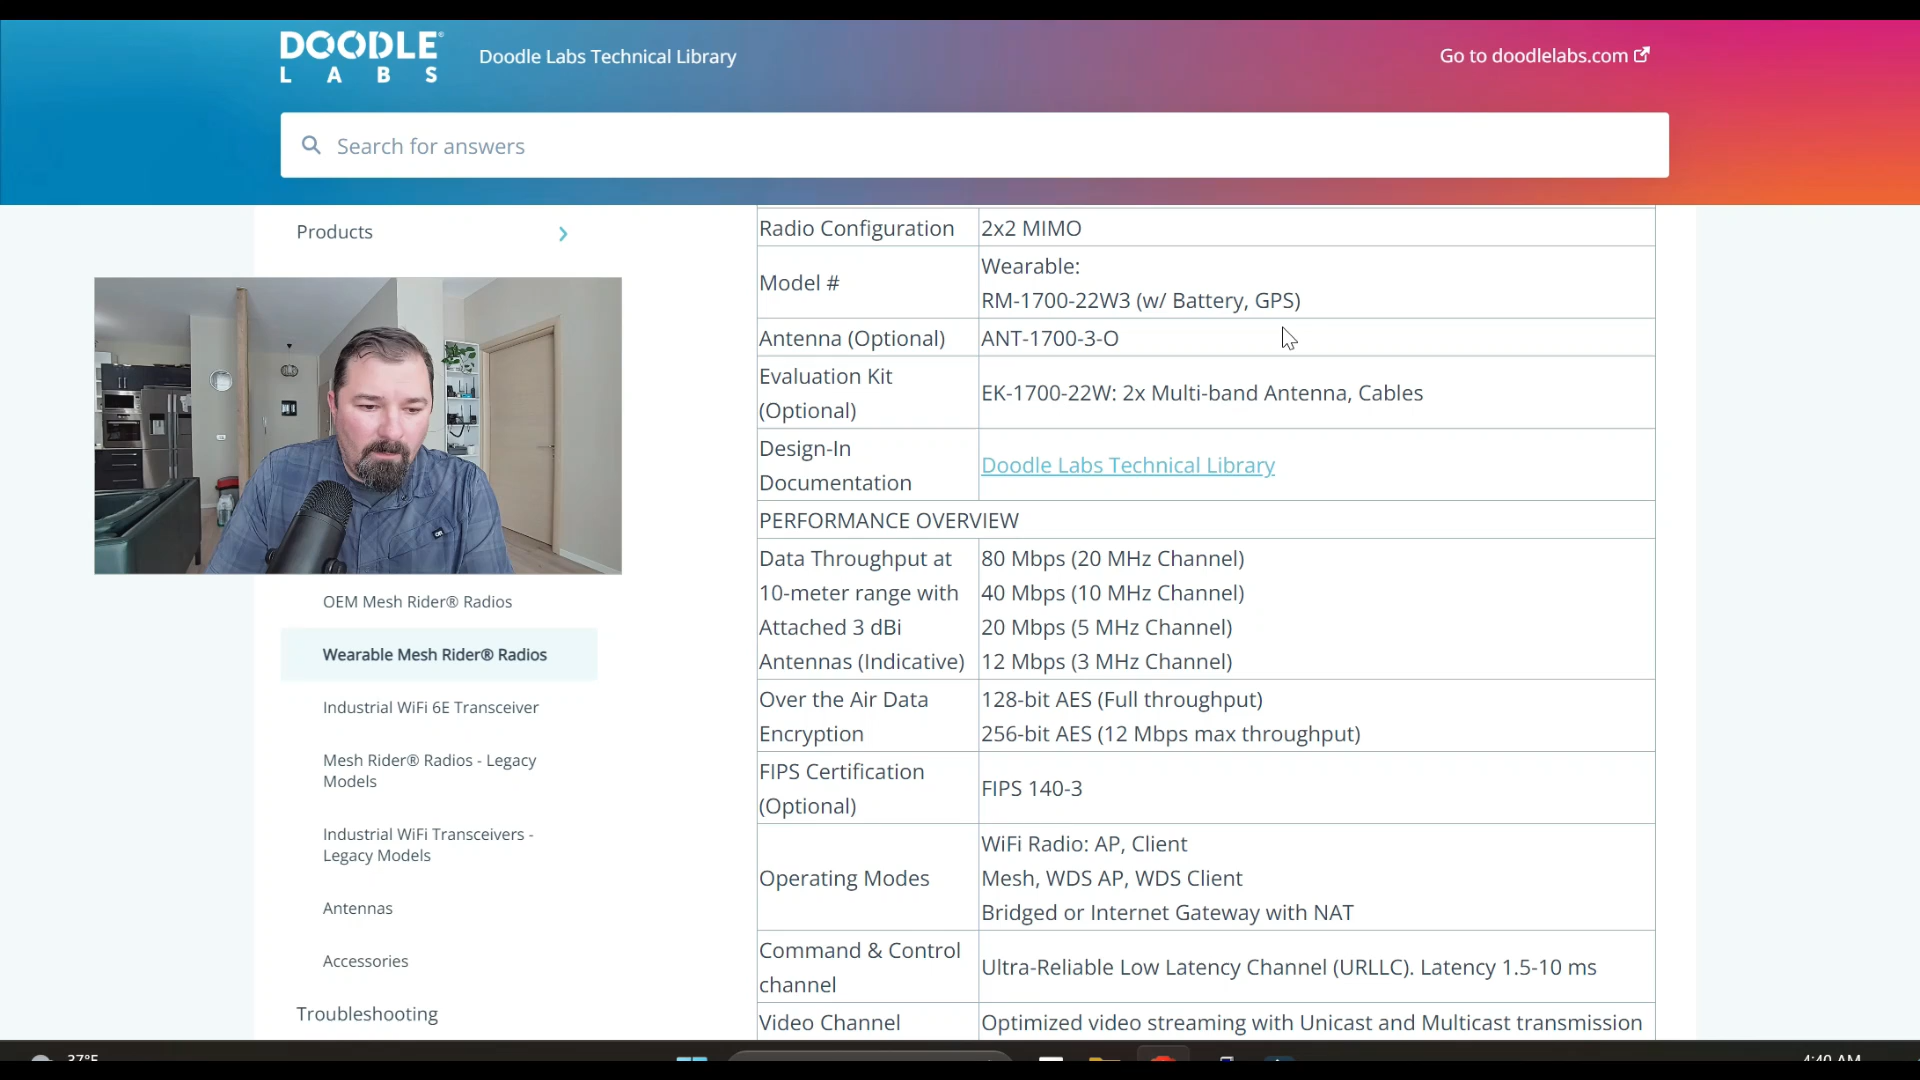 DOODLE
LABS
Doodle Labs Technical Library
Go to doodlelabs.com
Search for answers
Products
OEM Mesh Rider® Radios
Wearable Mesh Rider® Radios
Industrial WiFi 6E Transceiver
Mesh Rider® Radios - Legacy
Models
Industrial WiFi Transceivers -
Legacy Models
Antennas
Accessories
Troubleshooting
Radio Configuration
2x2 MIMO
Model #
Wearable:
RM-1700-22W3 (w/ Battery, GPS)
Antenna (Optional)
ANT-1700-3-O
Evaluation Kit
(Optional)
EK-1700-22W: 2x Multi-band Antenna, Cables
Design-In
Documentation
Doodle Labs Technical Library
PERFORMANCE OVERVIEW
Data Throughput at
10-meter range with
Attached 3 dBi
Antennas (Indicative)
80 Mbps (20 MHz Channel)
40 Mbps (10 MHz Channel)
20 Mbps (5 MHz Channel)
12 Mbps (3 MHz Channel)
Over the Air Data
Encryption
128-bit AES (Full throughput)
256-bit AES (12 Mbps max throughput)
FIPS Certification
(Optional)
FIPS 140-3
Operating Modes
WiFi Radio: AP, Client
Mesh, WDS AP, WDS Client
Bridged or Internet Gateway with NAT
Command & Control
channel
Ultra-Reliable Low Latency Channel (URLLC). Latency 1.5-10 ms
Video Channel
Optimized video streaming with Unicast and Multicast transmission
37°F
4:40 AM